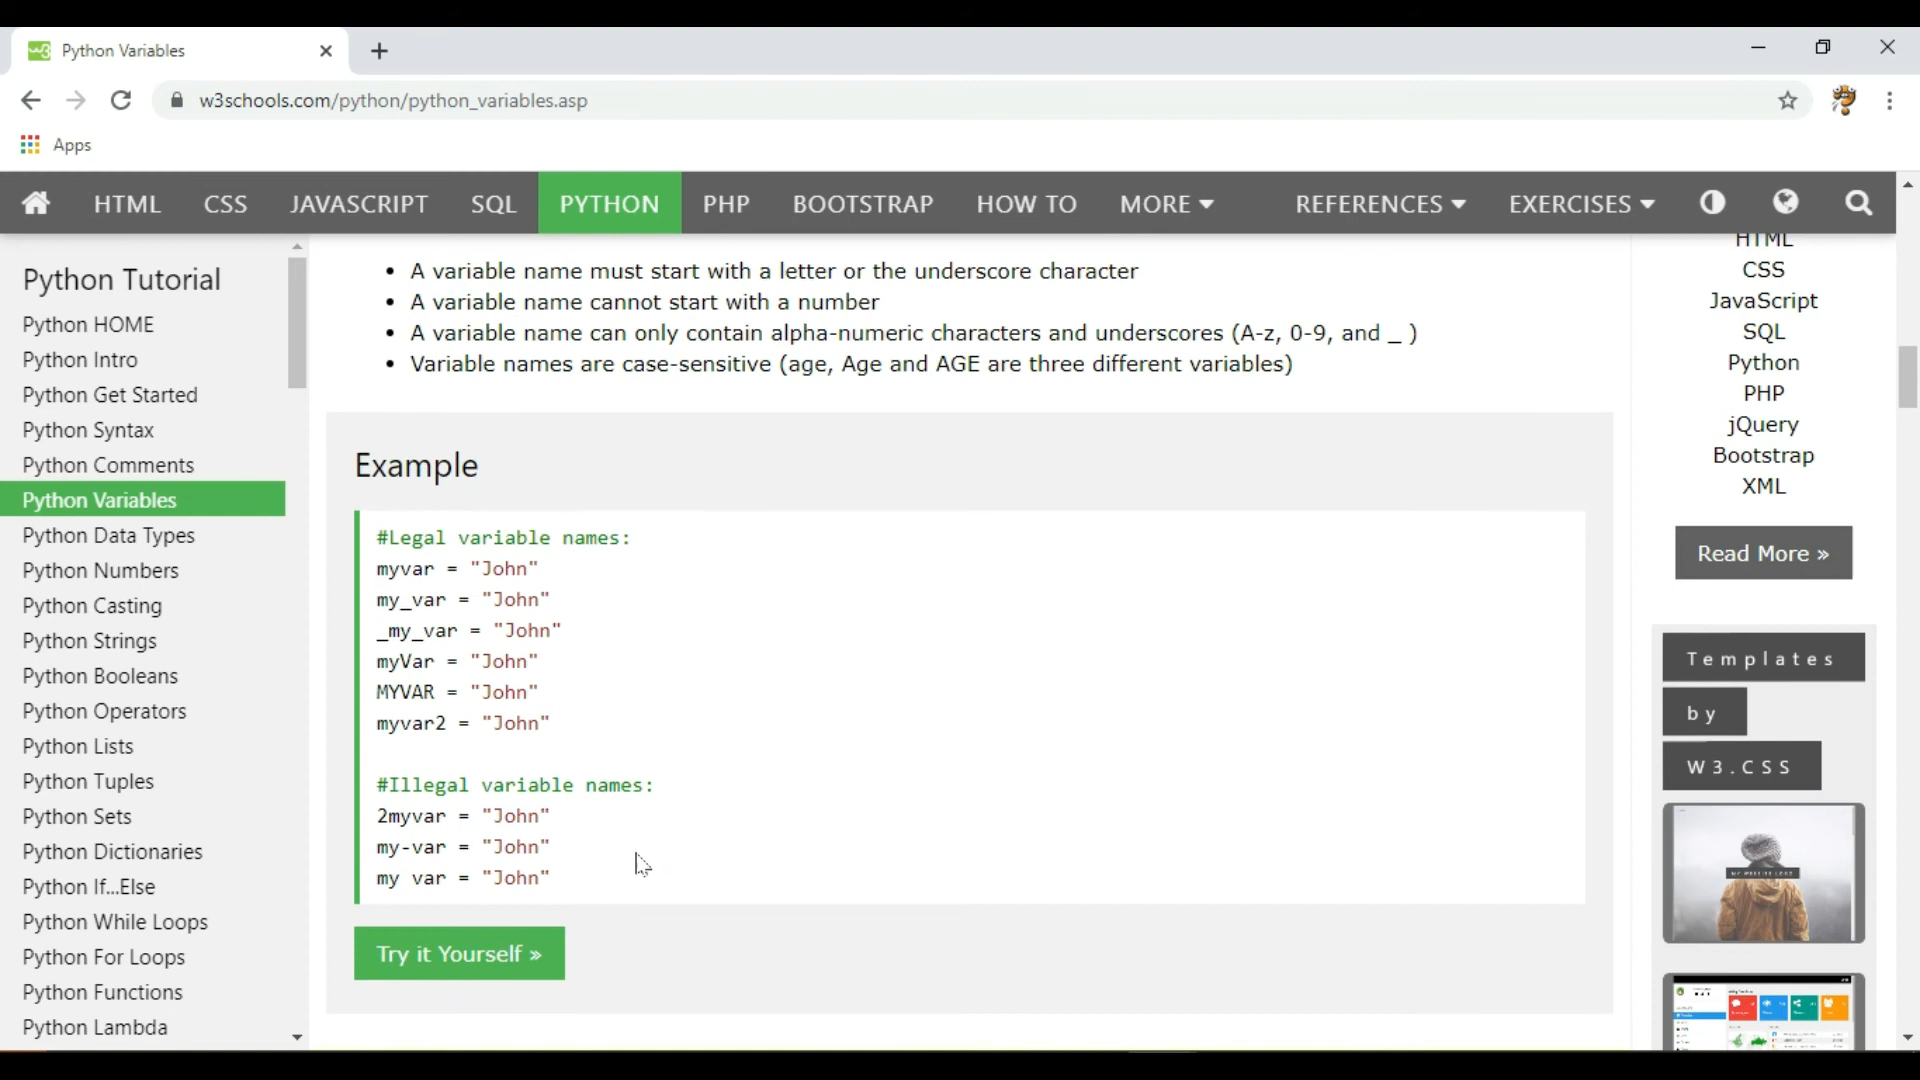 Python Variables
w3schools.com/python/python_variables.asp
Apps
HTML CSS JAVASCRIPT SQL PYTHON PHP BOOTSTRAP HOW TO MORE REFERENCES EXERCISES
Python Tutorial
Python HOME
Python Intro
Python Get Started
Python Syntax
Python Comments
Python Variables
Python Data Types
Python Numbers
Python Casting
Python Strings
Python Booleans
Python Operators
Python Lists
Python Tuples
Python Sets
Python Dictionaries
Python If...Else
Python While Loops
Python For Loops
Python Functions
Python Lambda
• A variable name must start with a letter or the underscore character
• A variable name cannot start with a number
• A variable name can only contain alpha-numeric characters and underscores (A-z, 0-9, and _ )
• Variable names are case-sensitive (age, Age and AGE are three different variables)
Example
#Legal variable names:
myvar = "John"
my_var = "John"
_my_var = "John"
myVar = "John"
MYVAR = "John"
myvar2 = "John"
#Illegal variable names:
2myvar = "John"
my-var = "John"
my var = "John"
Try it Yourself »
HTML
CSS
JavaScript
SQL
Python
PHP
jQuery
Bootstrap
XML
Read More »
Templates
by
W3.CSS